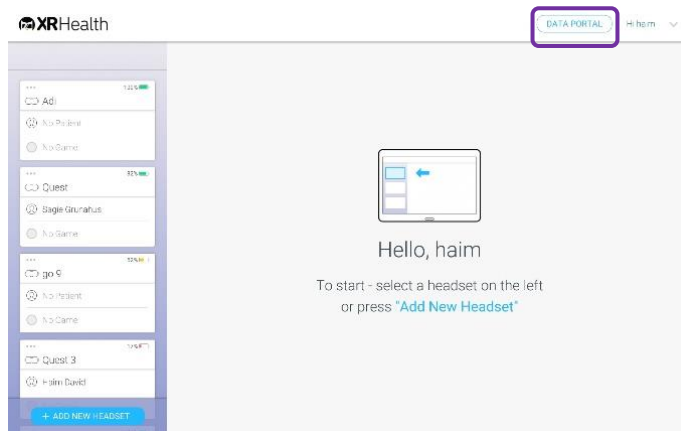 XRHealth
DATA PORTAL
Hi haim
Adi
No Patient
No Game
Quest
Sagie Grunahus
No Game
go 9
No Patient
No Game
Quest 3
Haim David
+ ADD NEW HEADSET
Hello, haim
To start - select a headset on the left
or press "Add New Headset"